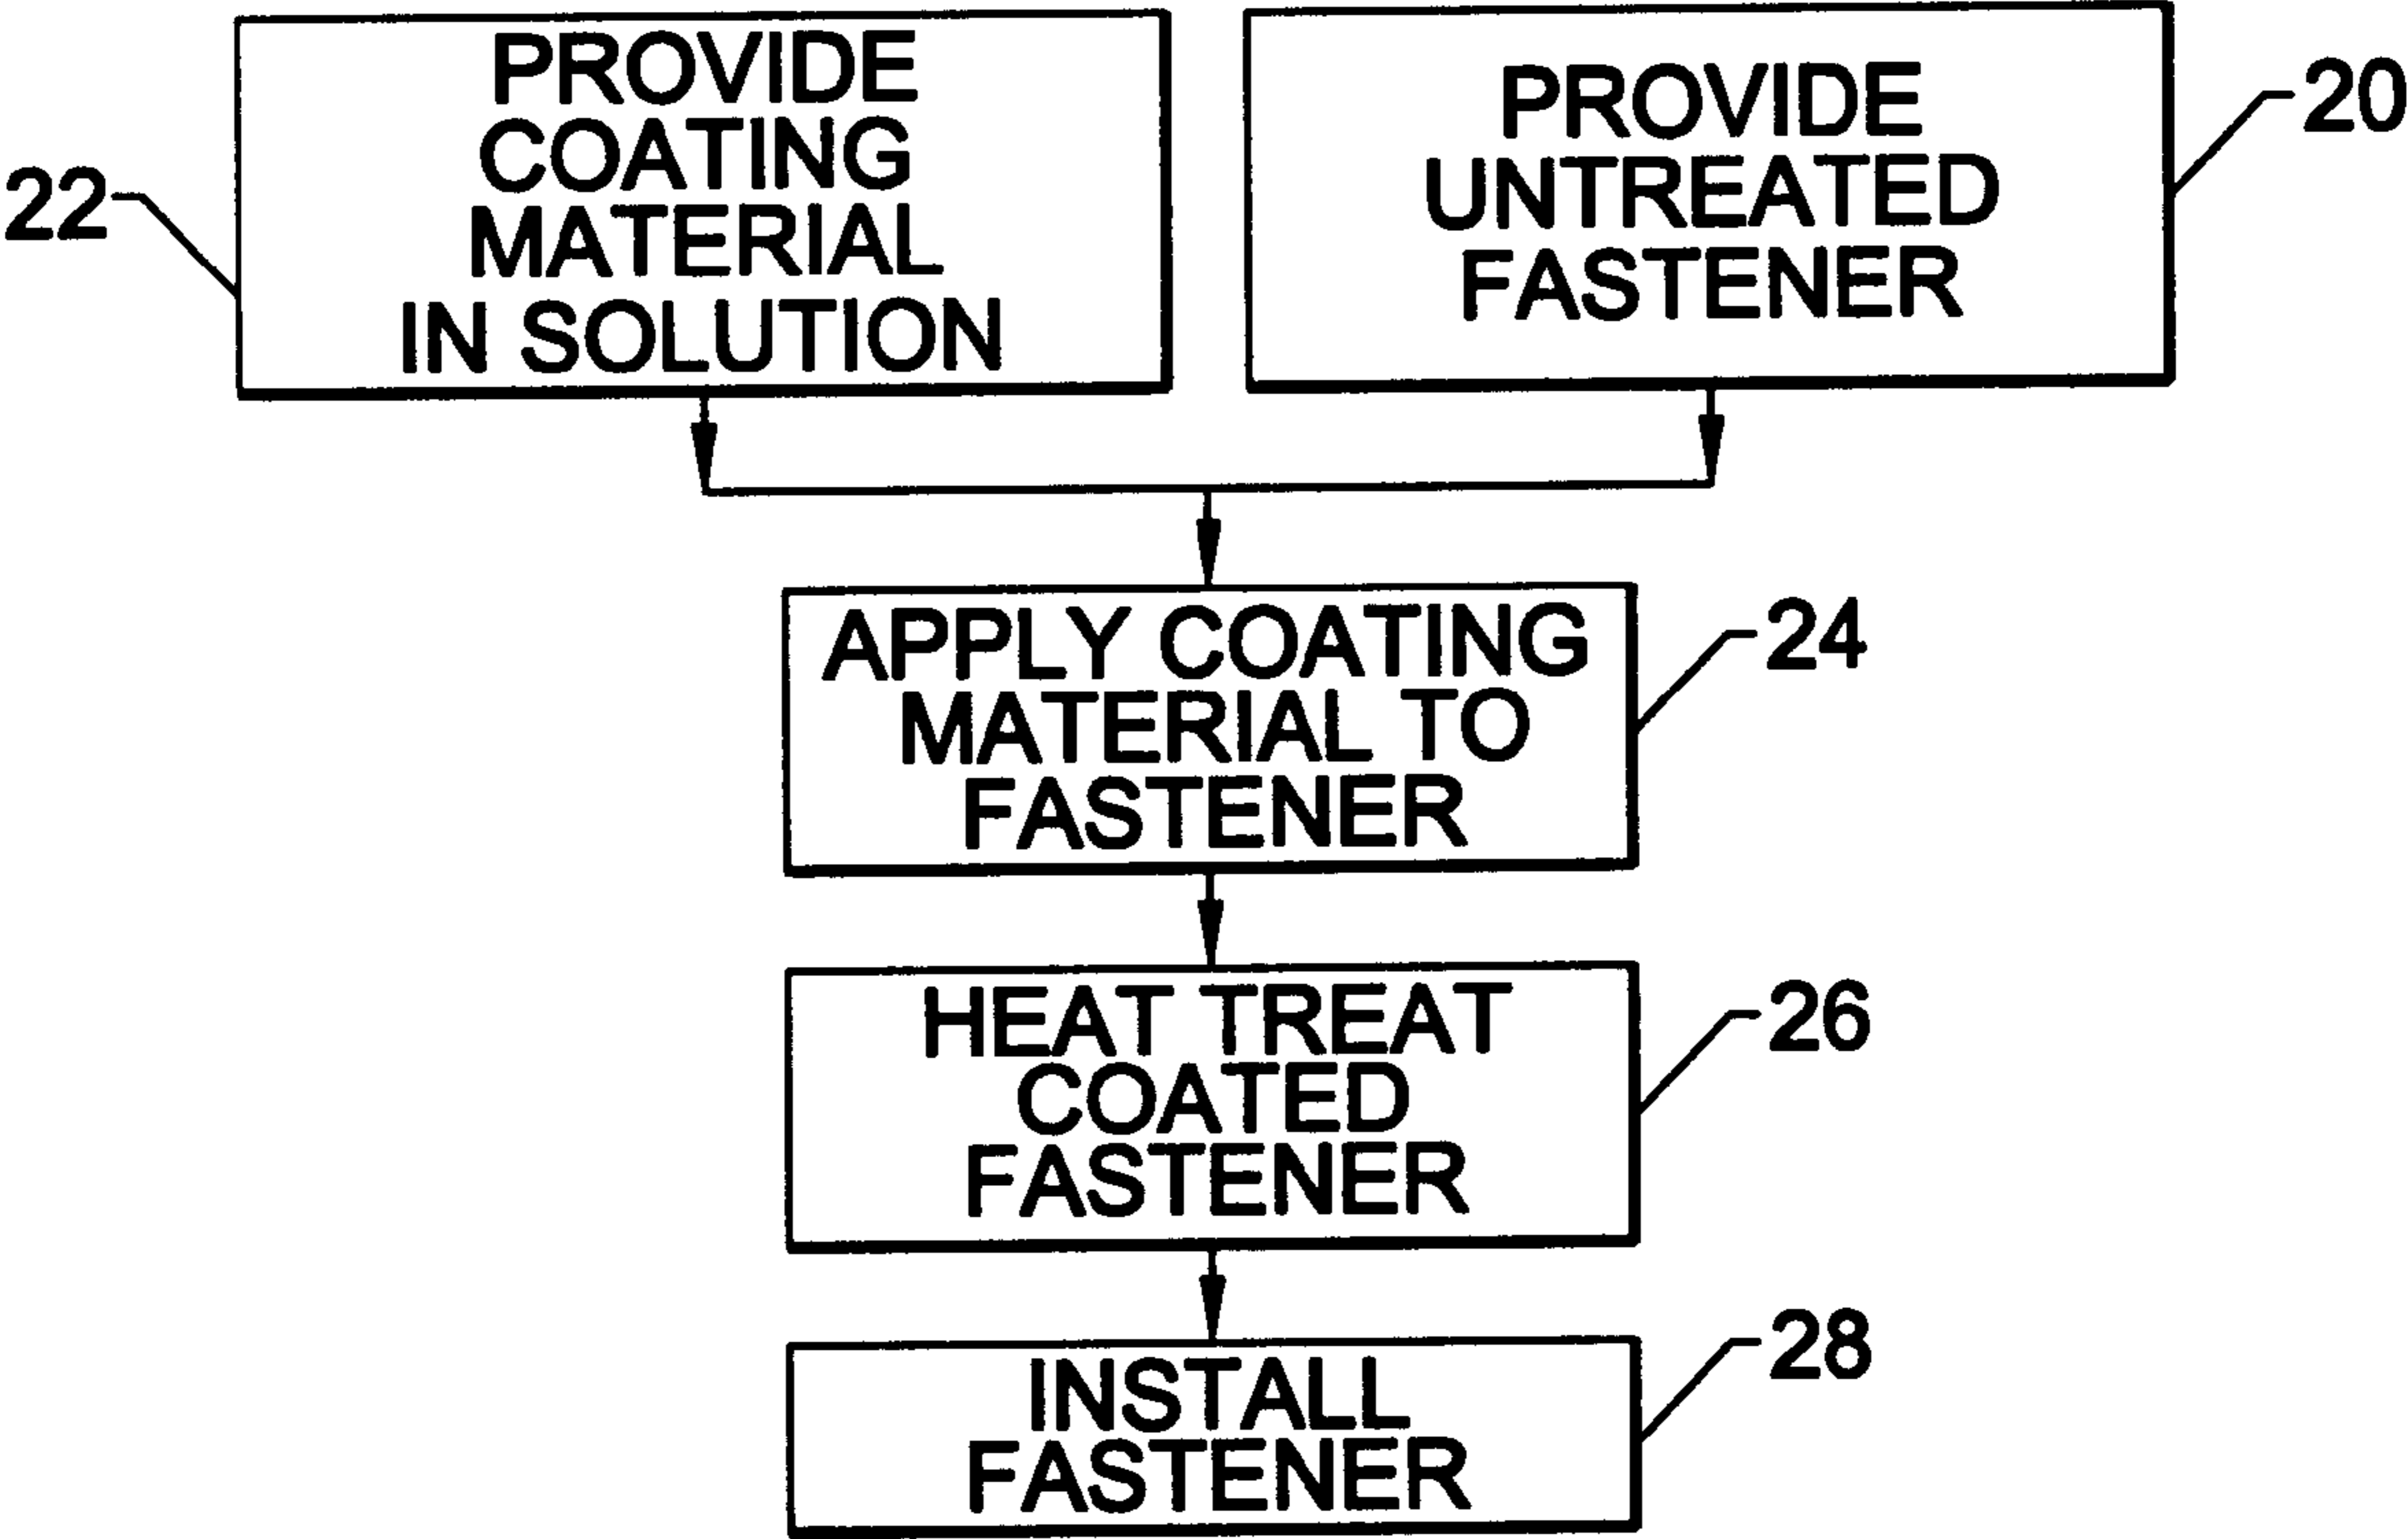 22
PROVIDE
COATING
MATERIAL
IN SOLUTION
PROVIDE
UNTREATED
FASTENER
20
APPLY COATING
MATERIAL TO
FASTENER
24
HEAT TREAT
COATED
FASTENER
26
INSTALL
FASTENER
28